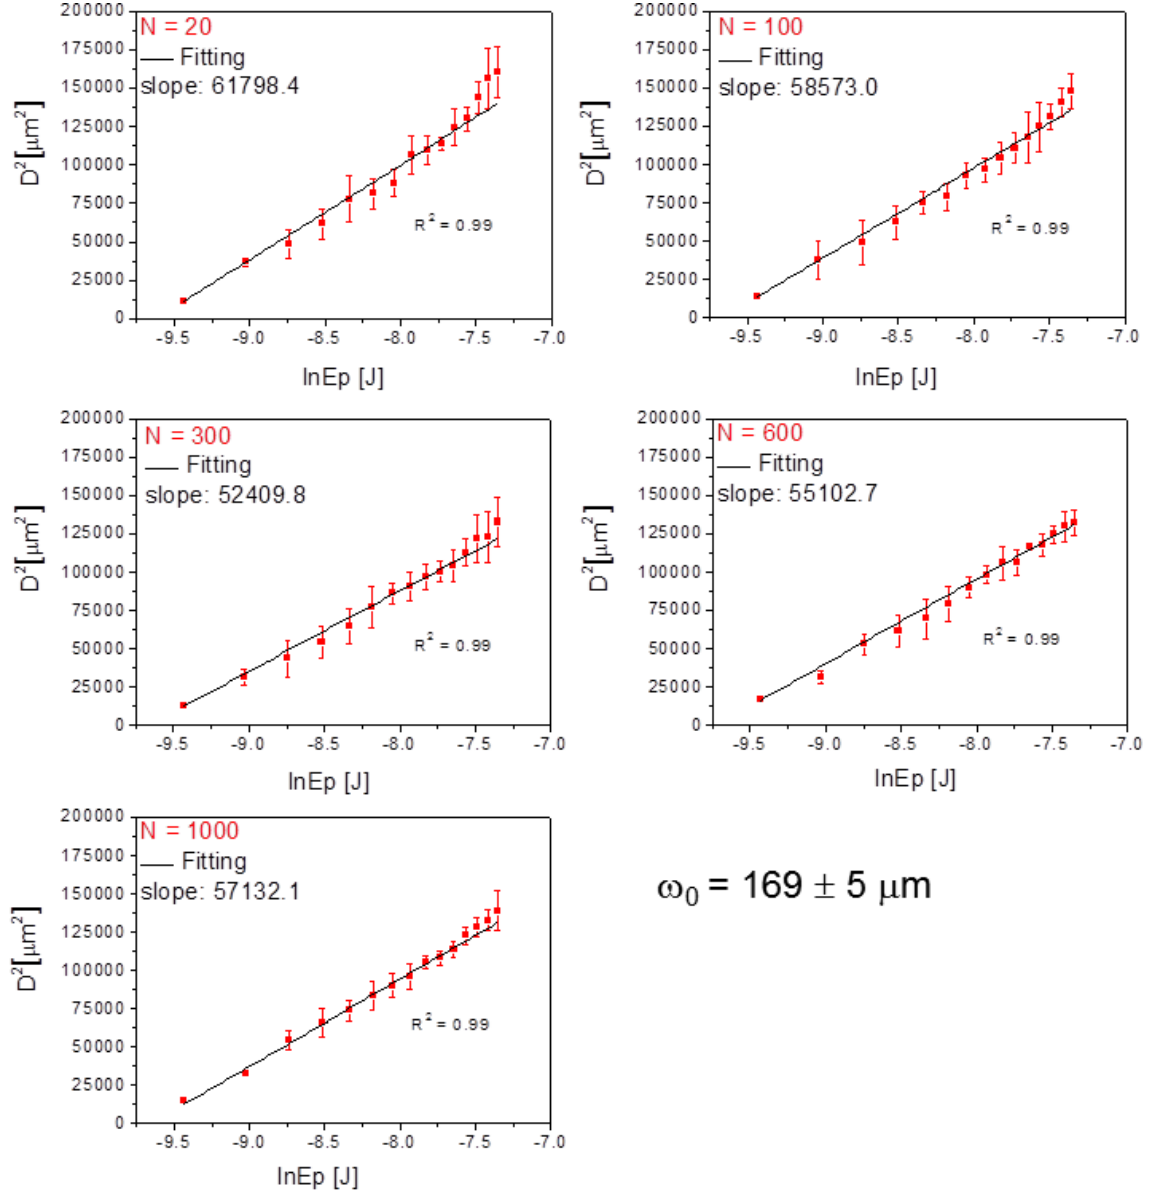 N = 20
Fitting
slope: 61798.4
R² = 0.99
D²[μm²]
200000
175000
150000
125000
100000
75000
50000
25000
0
-9.5 -9.0 -8.5 -8.0 -7.5 -7.0
lnEp [J]
N = 100
Fitting
slope: 58573.0
R² = 0.99
D²[μm²]
200000
175000
150000
125000
100000
75000
50000
25000
0
-9.5 -9.0 -8.5 -8.0 -7.5 -7.0
lnEp [J]
N = 300
Fitting
slope: 52409.8
R² = 0.99
D²[μm²]
200000
175000
150000
125000
100000
75000
50000
25000
0
-9.5 -9.0 -8.5 -8.0 -7.5 -7.0
lnEp [J]
N = 600
Fitting
slope: 55102.7
R² = 0.99
D²[μm²]
200000
175000
150000
125000
100000
75000
50000
25000
0
-9.5 -9.0 -8.5 -8.0 -7.5 -7.0
lnEp [J]
N = 1000
Fitting
slope: 57132.1
R² = 0.99
D²[μm²]
200000
175000
150000
125000
100000
75000
50000
25000
0
-9.5 -9.0 -8.5 -8.0 -7.5 -7.0
lnEp [J]
ω₀ = 169 ± 5 μm